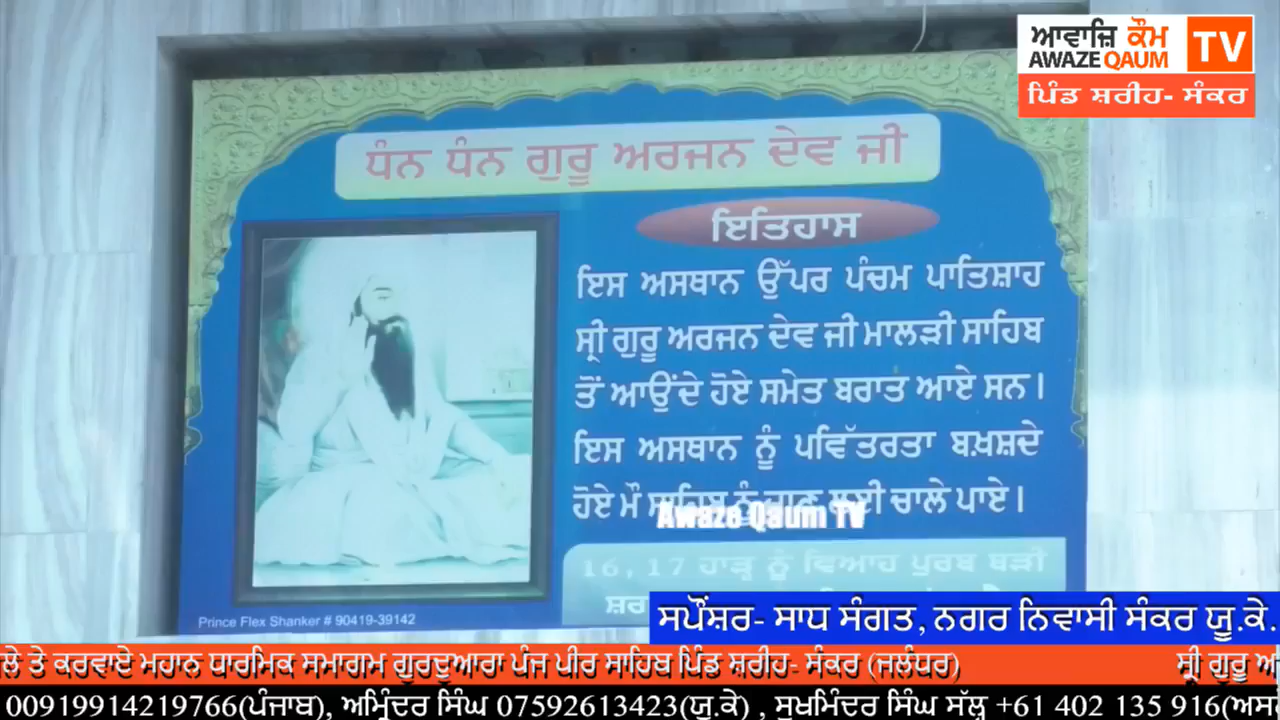 ਆਵਾਜ਼ਿ ਕੌਮ TV
AWAZE QAUM
ਪਿੰਡ ਸ਼ਰੀਹ- ਸੰਕਰ
ਧੰਨ ਧੰਨ ਗੁਰੂ ਅਰਜਨ ਦੇਵ ਜੀ
ਇਤਿਹਾਸ
ਇਸ ਅਸਥਾਨ ਉੱਪਰ ਪੰਚਮ ਪਾਤਿਸ਼ਾਹ
ਸ੍ਰੀ ਗੁਰੂ ਅਰਜਨ ਦੇਵ ਜੀ ਮਾਲੜੀ ਸਾਹਿਬ
ਤੋਂ ਆਉਂਦੇ ਹੋਏ ਸਮੇਤ ਬਰਾਤ ਆਏ ਸਨ।
ਇਸ ਅਸਥਾਨ ਨੂੰ ਪਵਿੱਤਰਤਾ ਬਖ਼ਸ਼ਦੇ
ਹੋਏ ਮੌ ਸਾਹਿਬ ਨੂੰ ਜਾਣ ਲਈ ਚਾਲੇ ਪਾਏ।
Awaze Qaum TV
16, 17 ਹਾੜ੍ਹ ਨੂੰ ਵਿਆਹ ਪੁਰਬ ਬੜੀ
Prince Flex Shanker # 90419-39142
ਸਪੌਂਸ਼ਰ- ਸਾਧ ਸੰਗਤ, ਨਗਰ ਨਿਵਾਸੀ ਸੰਕਰ ਯੂ.ਕੇ.
ਲੇ ਤੇ ਕਰਵਾਏ ਮਹਾਨ ਧਾਰਮਿਕ ਸਮਾਗਮ ਗੁਰਦੁਆਰਾ ਪੰਜ ਪੀਰ ਸਾਹਿਬ ਪਿੰਡ ਸ਼ਰੀਹ- ਸੰਕਰ (ਜਲੰਧਰ) ਸ਼੍ਰੀ ਗੁਰੂ
00919914219766(ਪੰਜਾਬ), ਅਮ੍ਰਿੰਦਰ ਸਿੰਘ 07592613423(ਯੂ.ਕੇ) , ਸੁਖਮਿੰਦਰ ਸਿੰਘ ਸੱਲ੍ਹ +61 402 135 916